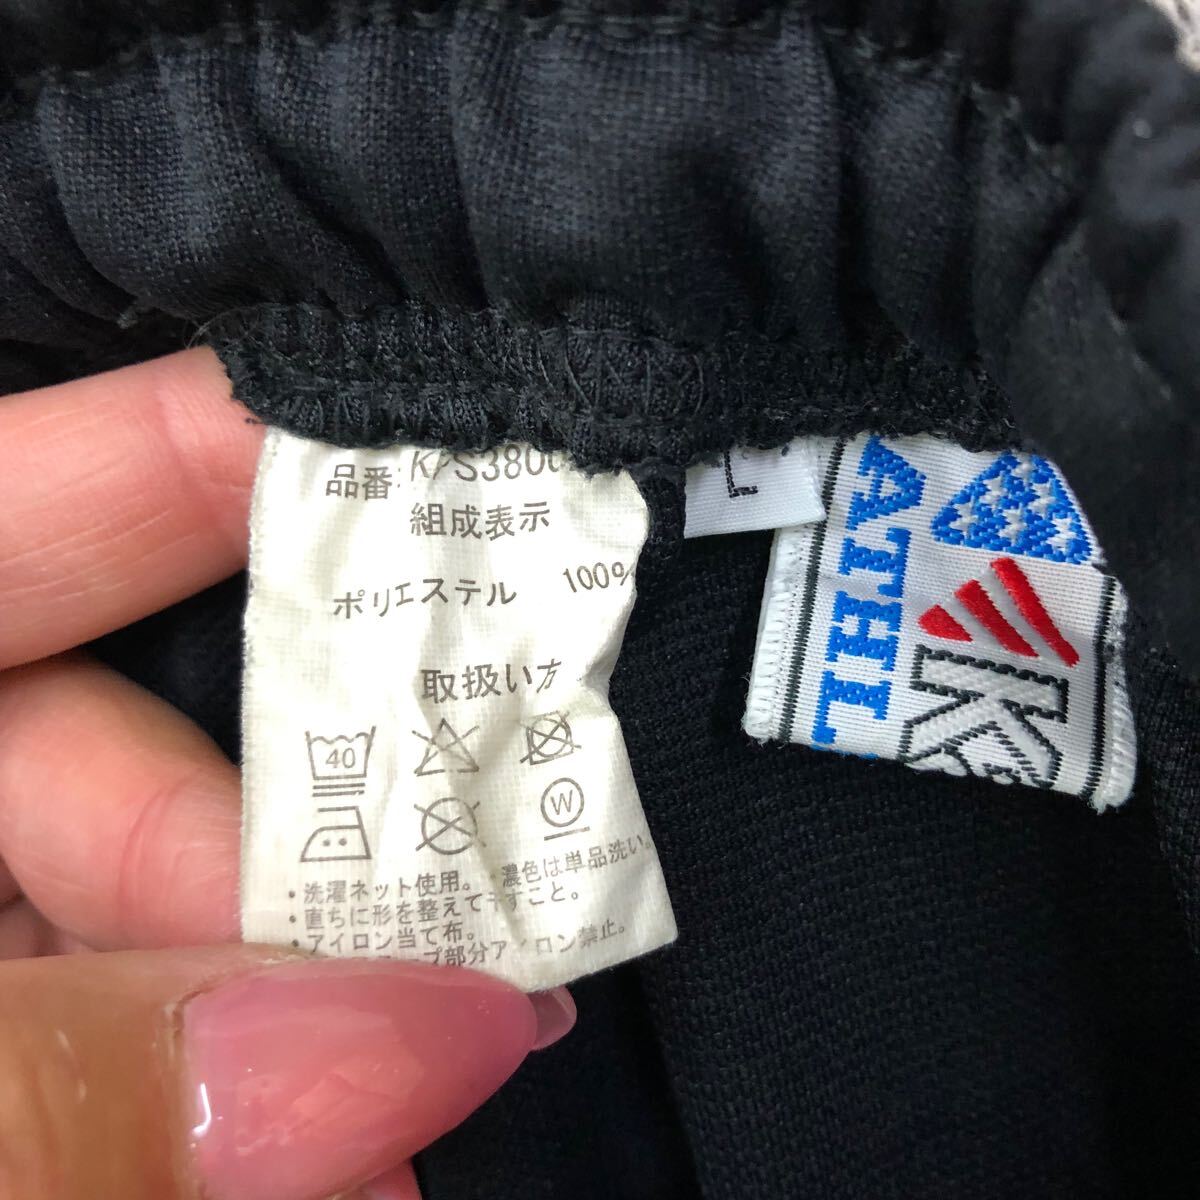 品番:
組成表示
ポリエステル 100%
取扱い方
40
W
・洗濯ネット使用。 濃色は単品洗い。
・直ちに形を整えて干すこと。
・アイロン当て布。
プ部分アイロン禁止。
L
ATHL
K